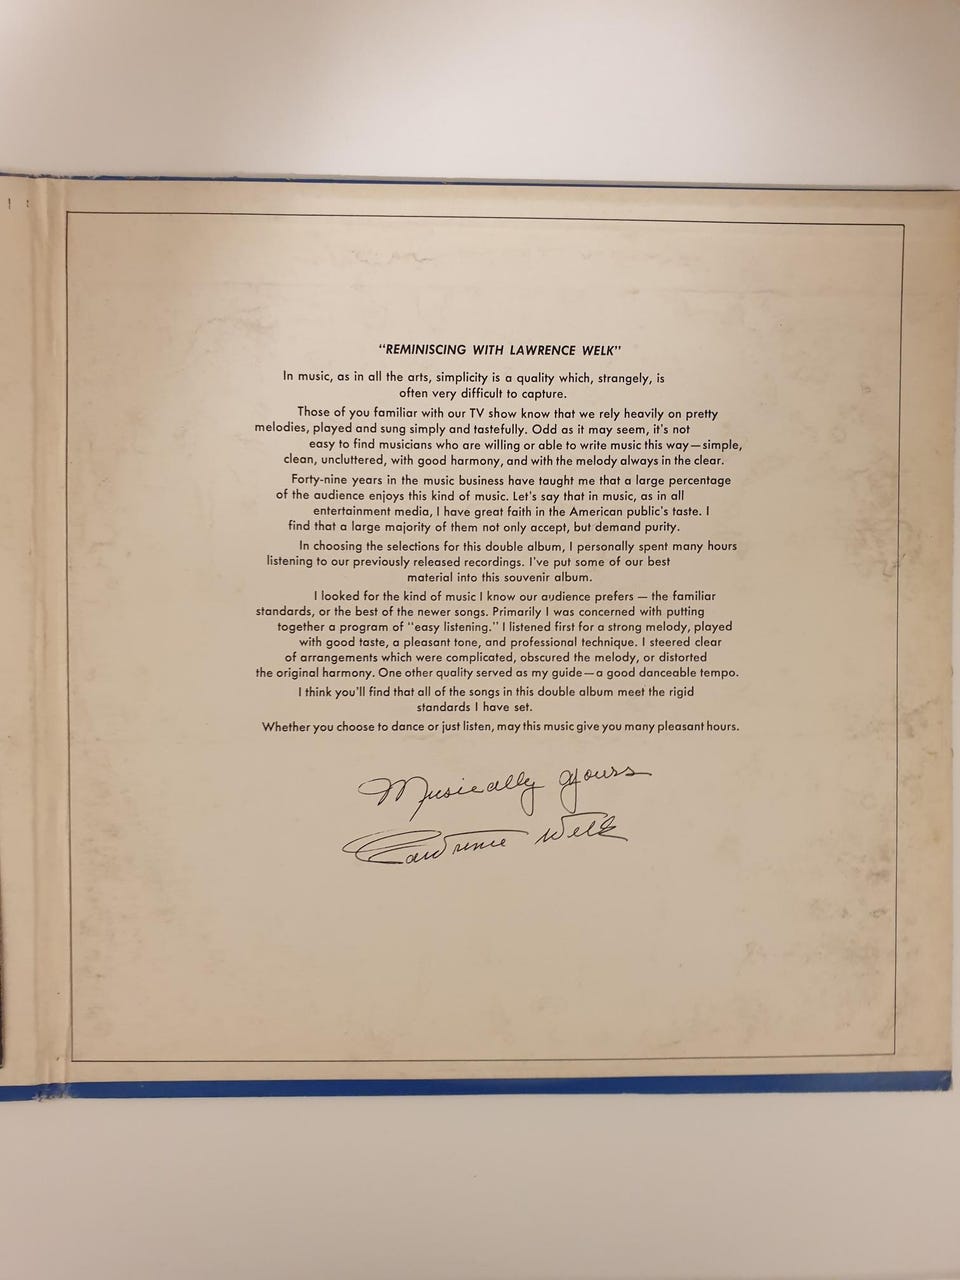 "REMINISCING WITH LAWRENCE WELK"
In music, as in all the arts, simplicity is a quality which, strangely, is
often very difficult to capture.
Those of you familiar with our TV show know that we rely heavily on pretty
melodies, played and sung simply and tastefully. Odd as it may seem, it's not
easy to find musicians who are willing or able to write music this way—simple,
clean, uncluttered, with good harmony, and with the melody always in the clear.
Forty-nine years in the music business have taught me that a large percentage
of the audience enjoys this kind of music. Let's say that in music, as in all
entertainment media, I have great faith in the American public's taste. I
find that a large majority of them not only accept, but demand purity.
In choosing the selections for this double album, I personally spent many hours
listening to our previously released recordings. I've put some of our best
material into this souvenir album.
I looked for the kind of music I know our audience prefers — the familiar
standards, or the best of the newer songs. Primarily I was concerned with putting
together a program of "easy listening." I listened first for a strong melody, played
with good taste, a pleasant tone, and professional technique. I steered clear
of arrangements which were complicated, obscured the melody, or distorted
the original harmony. One other quality served as my guide—a good danceable tempo.
I think you'll find that all of the songs in this double album meet the rigid
standards I have set.
Whether you choose to dance or just listen, may this music give you many pleasant hours.
Musically yours
Lawrence Welk